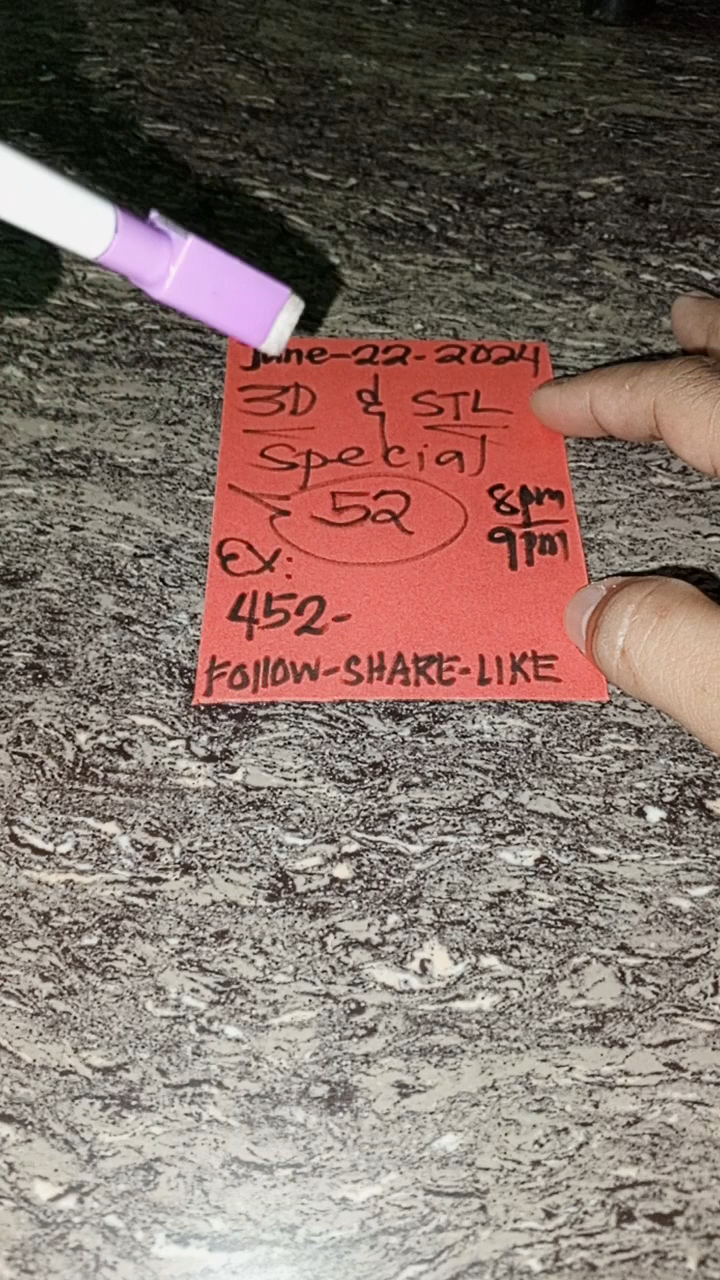 June-22-2024
3D & STL
Special
52
8pm
9pm
Ex:
452-
FOllOW-SHARE-LIKE